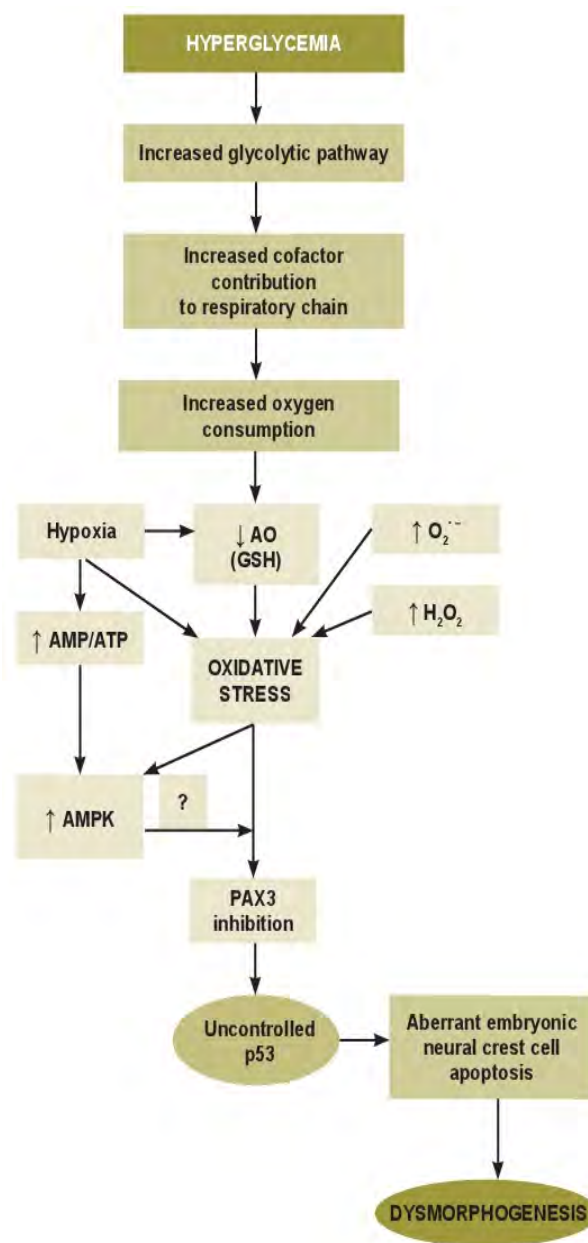 HYPERGLYCEMIA
Increased glycolytic pathway
Increased cofactor
contribution
to respiratory chain
Increased oxygen
consumption
Hypoxia
↓ AO
(GSH)
↑ O₂˙⁻
↑ H₂O₂
↑ AMP/ATP
OXIDATIVE
STRESS
?
↑ AMPK
PAX3
inhibition
Uncontrolled
p53
Aberrant embryonic
neural crest cell
apoptosis
DYSMORPHOGENESIS